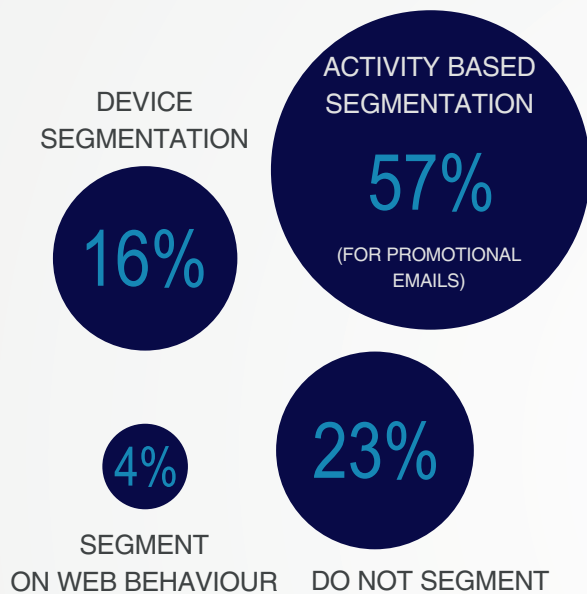 DEVICE
SEGMENTATION
16%
ACTIVITY BASED
SEGMENTATION
57%
(FOR PROMOTIONAL
EMAILS)
4%
SEGMENT
ON WEB BEHAVIOUR
23%
DO NOT SEGMENT